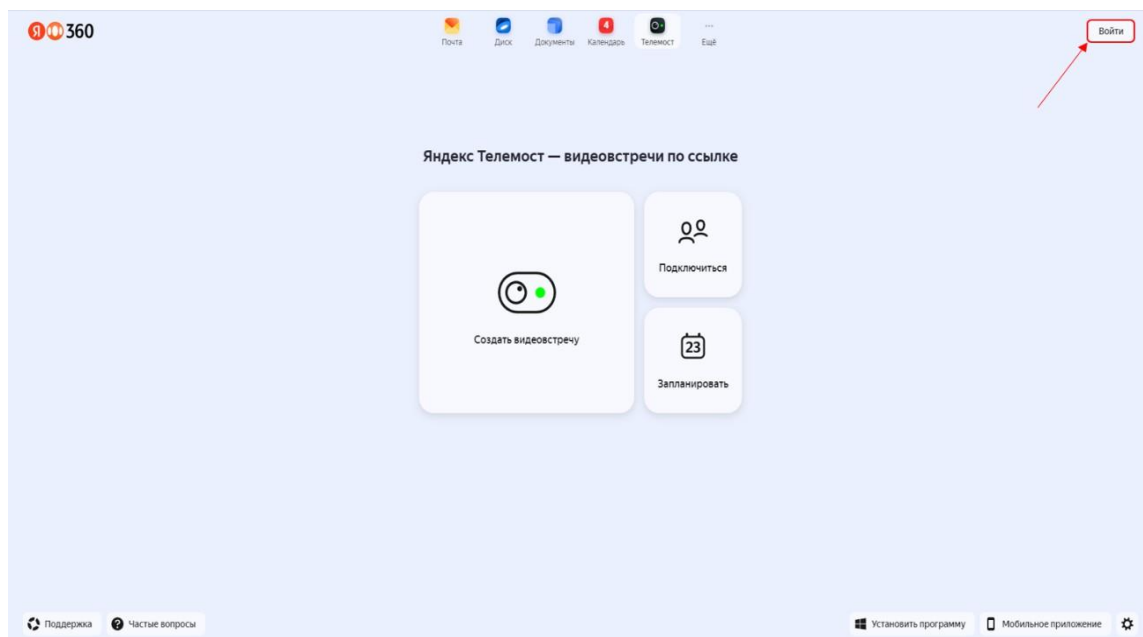 Я 360
Почта
Диск
4
Документы
Календарь
Телемост
Ещё
Войти
Яндекс Телемост — видеовстречи по ссылке
Создать видеовстречу
Подключиться
23
Запланировать
Поддержка
? Частые вопросы
Установить программу
Мобильное приложение